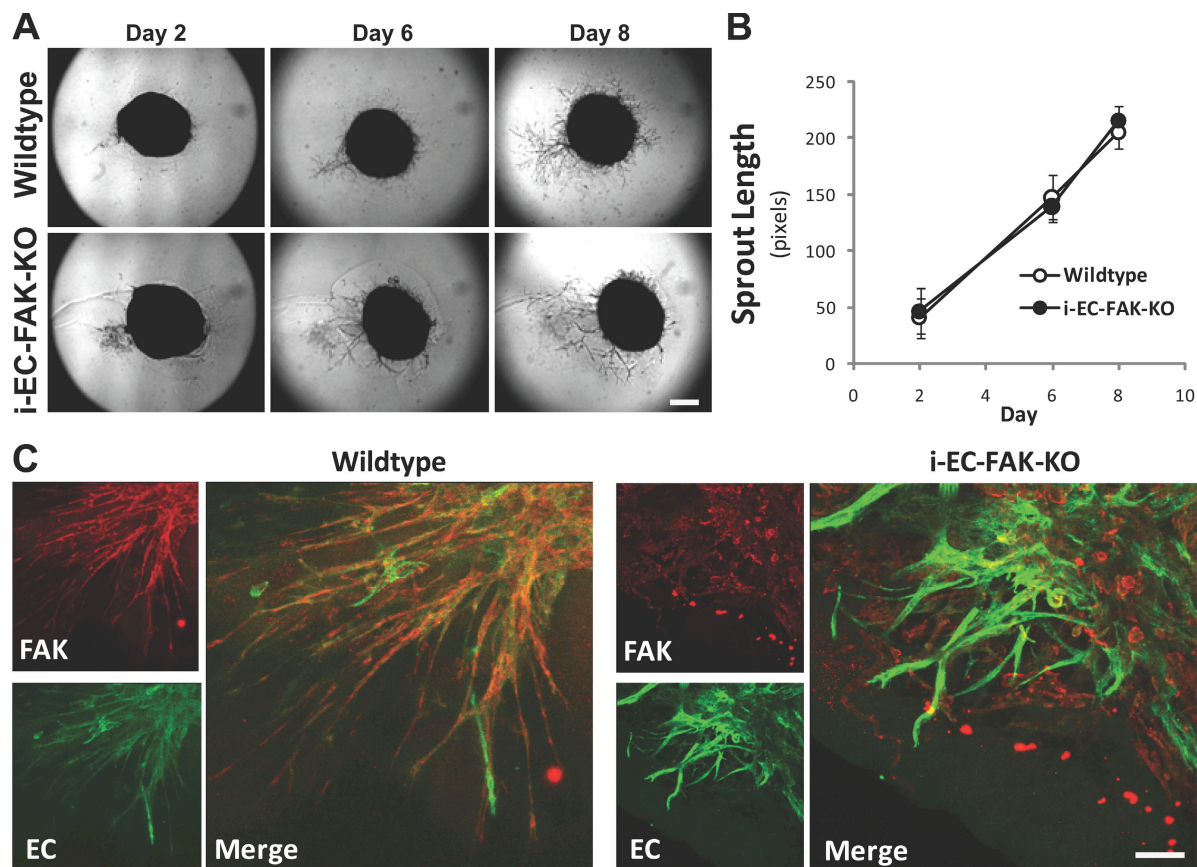 A
Day 2
Day 6
Day 8
Wildtype
i-EC-FAK-KO
B
Sprout Length
(pixels)
250
200
150
200
50
0
0
2
4
6
8
10
Day
Wildtype
i-EC-FAK-KO
C
Wildtype
i-EC-FAK-KO
FAK
EC
Merge
FAK
EC
Merge